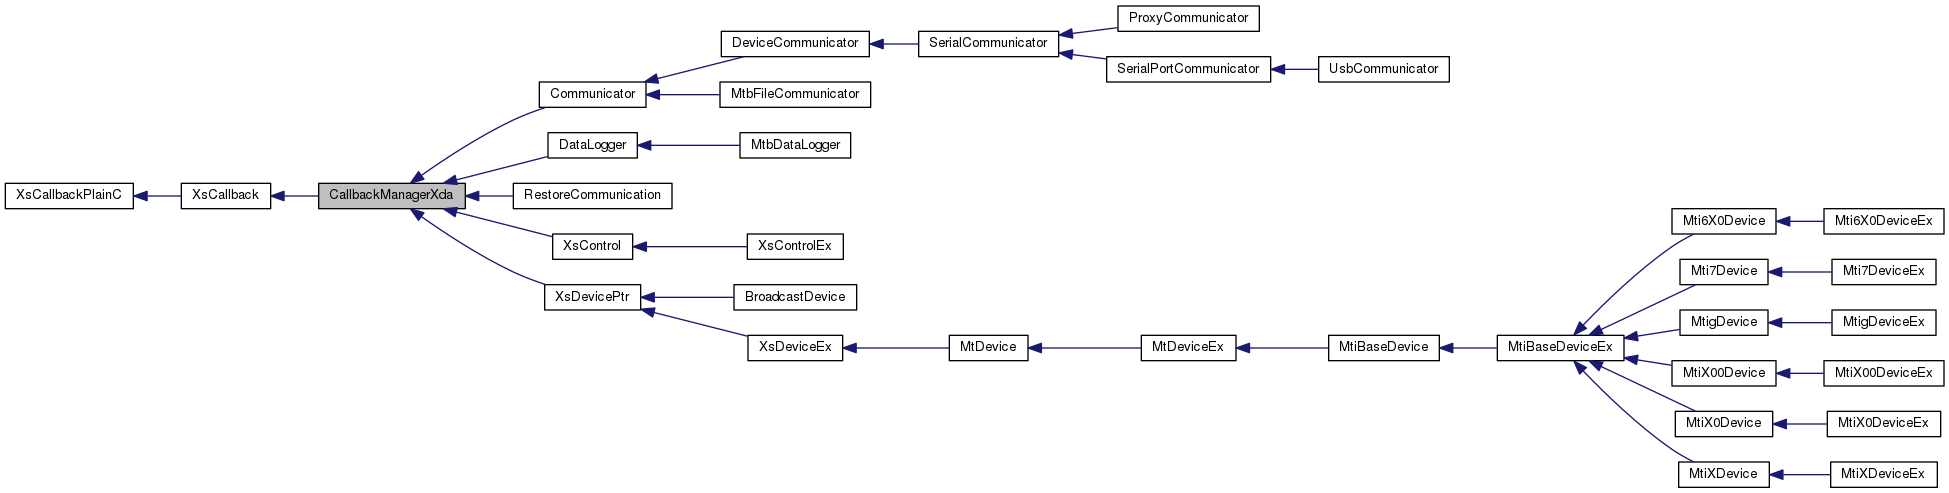 ProxyCommunicator
DeviceCommunicator
SerialCommunicator
SerialPortCommunicator
UsbCommunicator
Communicator
MtbFileCommunicator
DataLogger
MtbDataLogger
XsCallbackPlainC
XsCallback
CallbackManagerXda
RestoreCommunication
Mti6X0Device
Mti6X0DeviceEx
XsControl
XsControlEx
Mti7Device
Mti7DeviceEx
XsDevicePtr
BroadcastDevice
MtigDevice
MtigDeviceEx
XsDeviceEx
MtDevice
MtDeviceEx
MtiBaseDevice
MtiBaseDeviceEx
MtiX00Device
MtiX00DeviceEx
MtiX0Device
MtiX0DeviceEx
MtiXDevice
MtiXDeviceEx